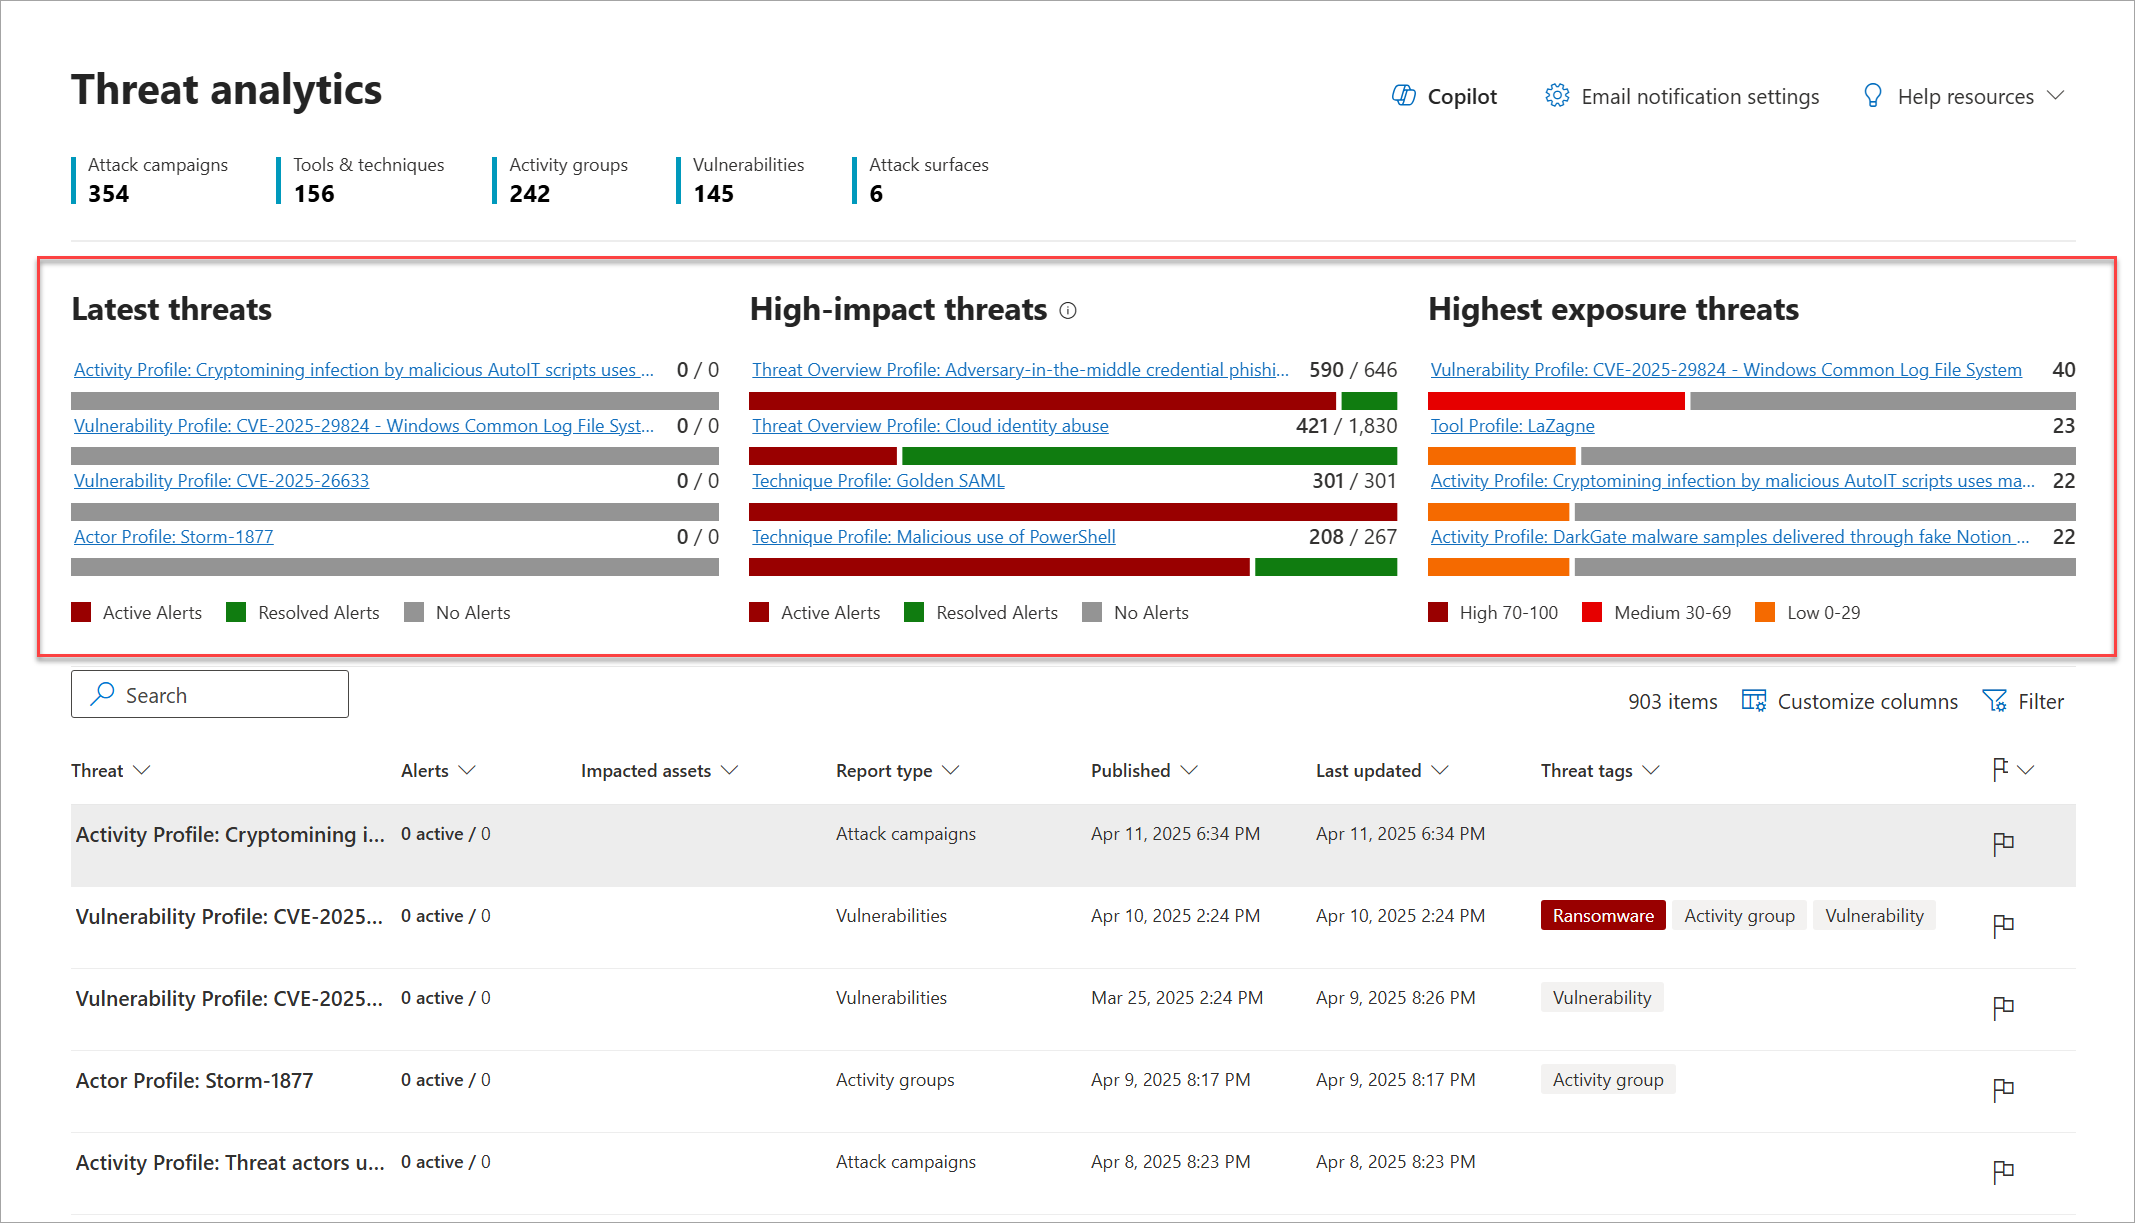 Threat analytics
Copilot
Email notification settings
Help resources
Attack campaigns
354
Tools & techniques
156
Activity groups
242
Vulnerabilities
145
Attack surfaces
6
Latest threats
Activity Profile: Cryptomining infection by malicious AutoIT scripts uses ... 0 / 0
Vulnerability Profile: CVE-2025-29824 - Windows Common Log File Syst... 0 / 0
Vulnerability Profile: CVE-2025-26633 0 / 0
Actor Profile: Storm-1877 0 / 0
Active Alerts Resolved Alerts No Alerts
High-impact threats
Threat Overview Profile: Adversary-in-the-middle credential phishi... 590 / 646
Threat Overview Profile: Cloud identity abuse 421 / 1,830
Technique Profile: Golden SAML 301 / 301
Technique Profile: Malicious use of PowerShell 208 / 267
Active Alerts Resolved Alerts No Alerts
Highest exposure threats
Vulnerability Profile: CVE-2025-29824 - Windows Common Log File System 40
Tool Profile: LaZagne 23
Activity Profile: Cryptomining infection by malicious AutoIT scripts uses ma... 22
Activity Profile: DarkGate malware samples delivered through fake Notion ... 22
High 70-100 Medium 30-69 Low 0-29
Search
903 items Customize columns Filter
Threat Alerts Impacted assets Report type Published Last updated Threat tags
Activity Profile: Cryptomining i... 0 active / 0 Attack campaigns Apr 11, 2025 6:34 PM Apr 11, 2025 6:34 PM
Vulnerability Profile: CVE-2025... 0 active / 0 Vulnerabilities Apr 10, 2025 2:24 PM Apr 10, 2025 2:24 PM Ransomware Activity group Vulnerability
Vulnerability Profile: CVE-2025... 0 active / 0 Vulnerabilities Mar 25, 2025 2:24 PM Apr 9, 2025 8:26 PM Vulnerability
Actor Profile: Storm-1877 0 active / 0 Activity groups Apr 9, 2025 8:17 PM Apr 9, 2025 8:17 PM Activity group
Activity Profile: Threat actors u... 0 active / 0 Attack campaigns Apr 8, 2025 8:23 PM Apr 8, 2025 8:23 PM